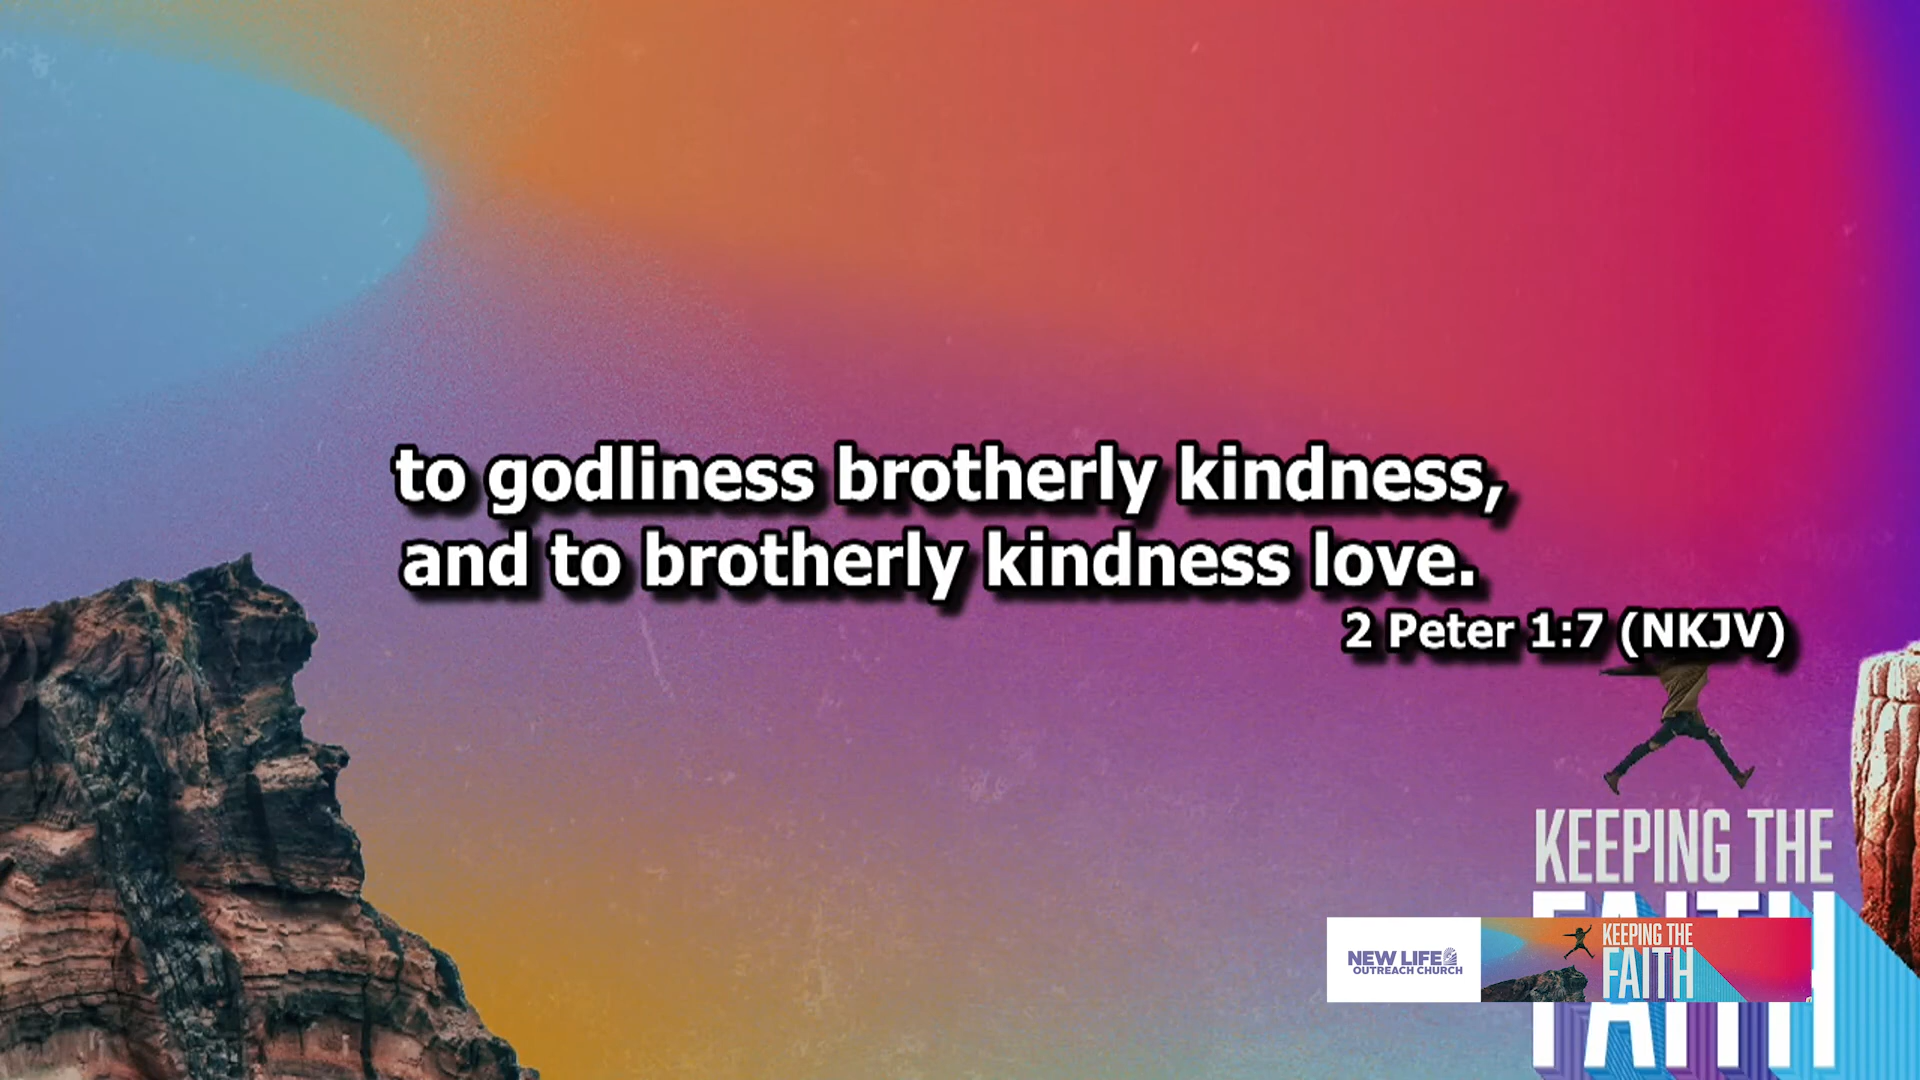 to godliness brotherly kindness,
and to brotherly kindness love.
2 Peter 1:7 (NKJV)
KEEPING THE
FAITH
NEW LIFE
OUTREACH CHURCH
KEEPING THE
FAITH